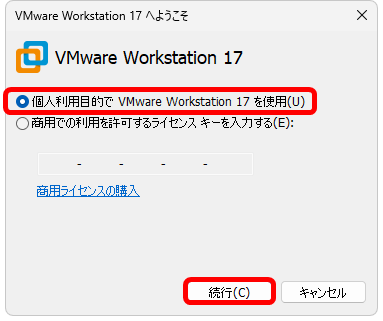 VMware Workstation 17 へようこそ
VMware Workstation 17
個人利用目的で VMware Workstation 17 を使用(U)
商用での利用を許可するライセンス キーを入力する(E):
- - - -
商用ライセンスの購入
続行(C) キャンセル